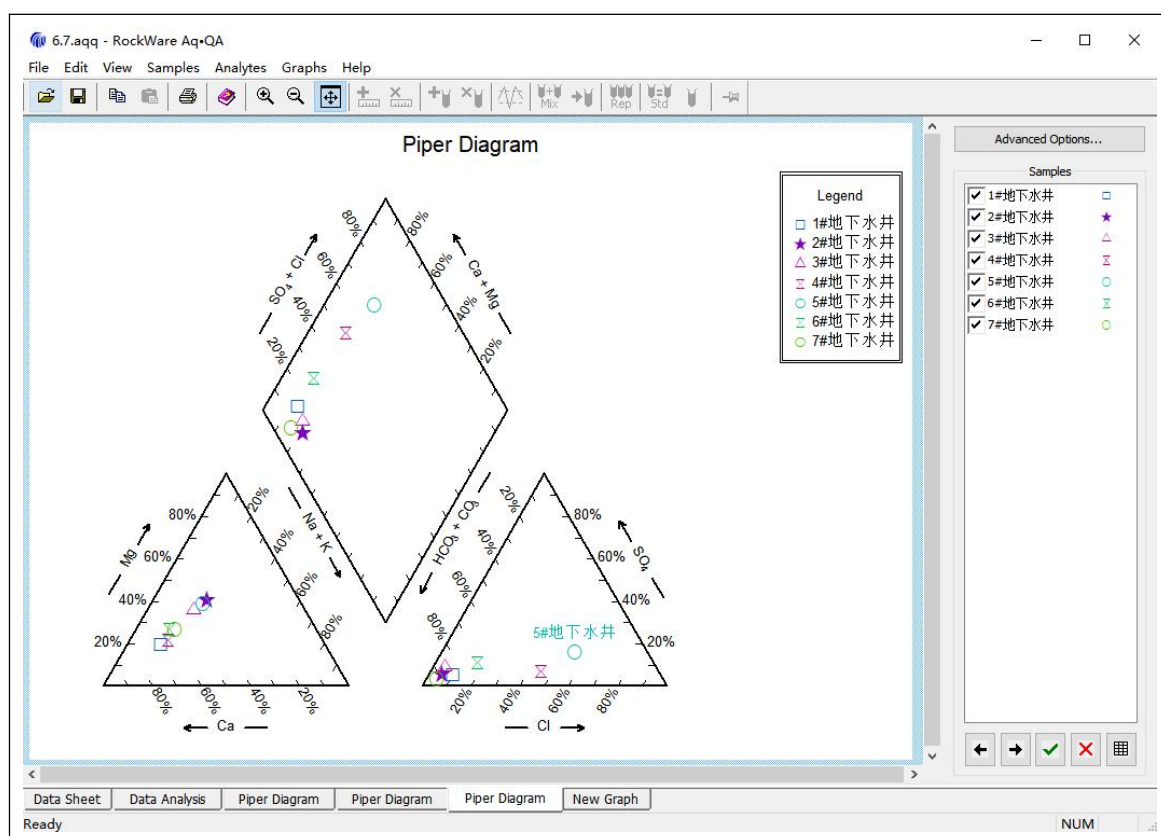 6.7.aqq - RockWare Aq•QA
File Edit View Samples Analytes Graphs Help
Mix
Rep
Std
Piper Diagram
Legend
1#地下水井
2#地下水井
3#地下水井
4#地下水井
5#地下水井
6#地下水井
7#地下水井
80%
80%
60%
60%
SO₄ + Cl
Ca + Mg
40%
40%
20%
20%
Na + K
HCO₃ + CO₃
20%
20%
80%
80%
Mg
40%
40%
SO₄
60%
60%
60%
60%
40%
40%
80%
80%
20%
5#地下水井
20%
80%
60%
40%
20%
20%
40%
60%
80%
Ca
Cl
Advanced Options...
Samples
1#地下水井
2#地下水井
3#地下水井
4#地下水井
5#地下水井
6#地下水井
7#地下水井
Data Sheet Data Analysis Piper Diagram Piper Diagram Piper Diagram New Graph
Ready NUM